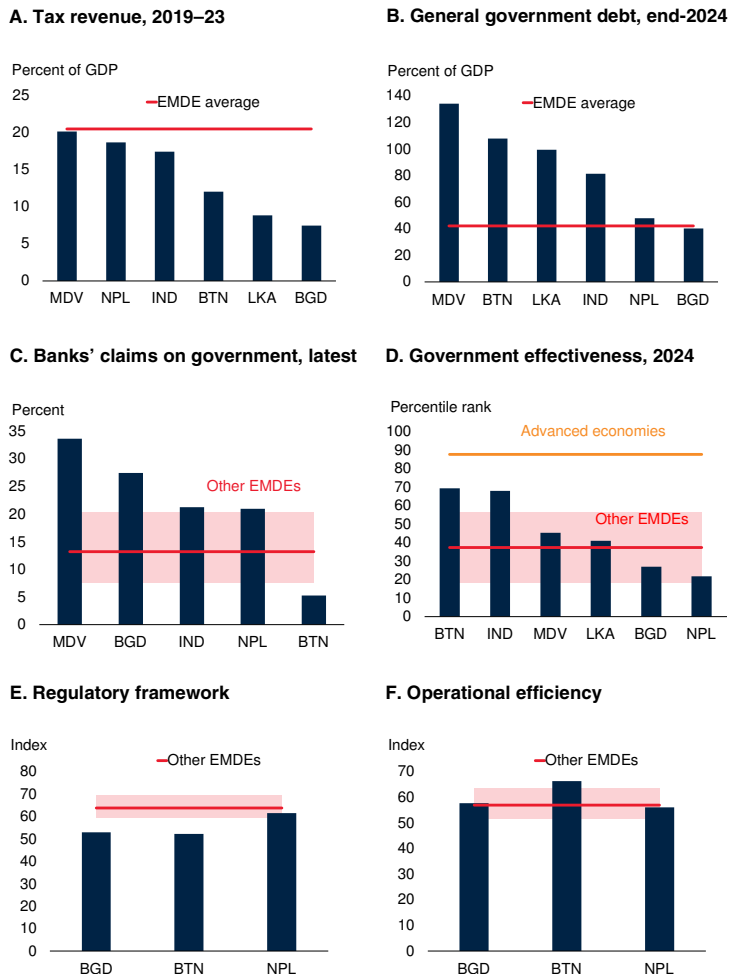 A. Tax revenue, 2019–23
Percent of GDP
25
20
15
10
5
0
EMDE average
MDV NPL IND BTN LKA BGD
B. General government debt, end-2024
Percent of GDP
140
120
100
80
60
40
20
0
EMDE average
MDV BTN LKA IND NPL BGD
C. Banks’ claims on government, latest
Percent
35
30
25
20
15
10
5
0
Other EMDEs
MDV BGD IND NPL BTN
D. Government effectiveness, 2024
Percentile rank
100
90
80
70
60
50
40
30
20
10
0
Advanced economies
Other EMDEs
BTN IND MDV LKA BGD NPL
E. Regulatory framework
Index
80
70
60
50
40
30
20
10
0
Other EMDEs
BGD BTN NPL
F. Operational efficiency
Index
70
60
50
40
30
20
10
0
Other EMDEs
BGD BTN NPL